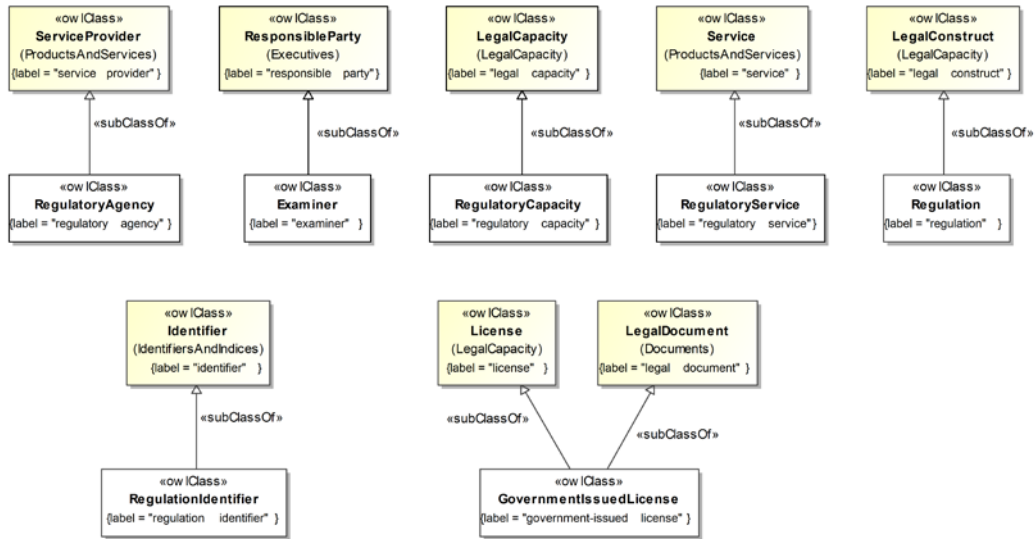 «owlClass»
ServiceProvider
(ProductsAndServices)
{label = "service provider" }
«owlClass»
ResponsibleParty
(Executives)
{label = "responsible party"}
«owlClass»
LegalCapacity
(LegalCapacity)
{label = "legal capacity" }
«owlClass»
Service
(ProductsAndServices)
{label = "service" }
«owlClass»
LegalConstruct
(LegalCapacity)
{label = "legal construct" }
«subClassOf»
«subClassOf»
«subClassOf»
«subClassOf»
«subClassOf»
«owlClass»
RegulatoryAgency
{label = "regulatory agency" }
«owlClass»
Examiner
{label = "examiner" }
«owlClass»
RegulatoryCapacity
{label = "regulatory capacity" }
«owlClass»
RegulatoryService
{label = "regulatory service"}
«owlClass»
Regulation
{label = "regulation" }
«owlClass»
Identifier
(IdentifiersAndIndices)
{label = "identifier" }
«owlClass»
License
(LegalCapacity)
{label = "license" }
«owlClass»
LegalDocument
(Documents)
{label = "legal document" }
«subClassOf»
«subClassOf»
«subClassOf»
«owlClass»
RegulationIdentifier
{label = "regulation identifier" }
«owlClass»
GovernmentIssuedLicense
{label = "government-issued license" }